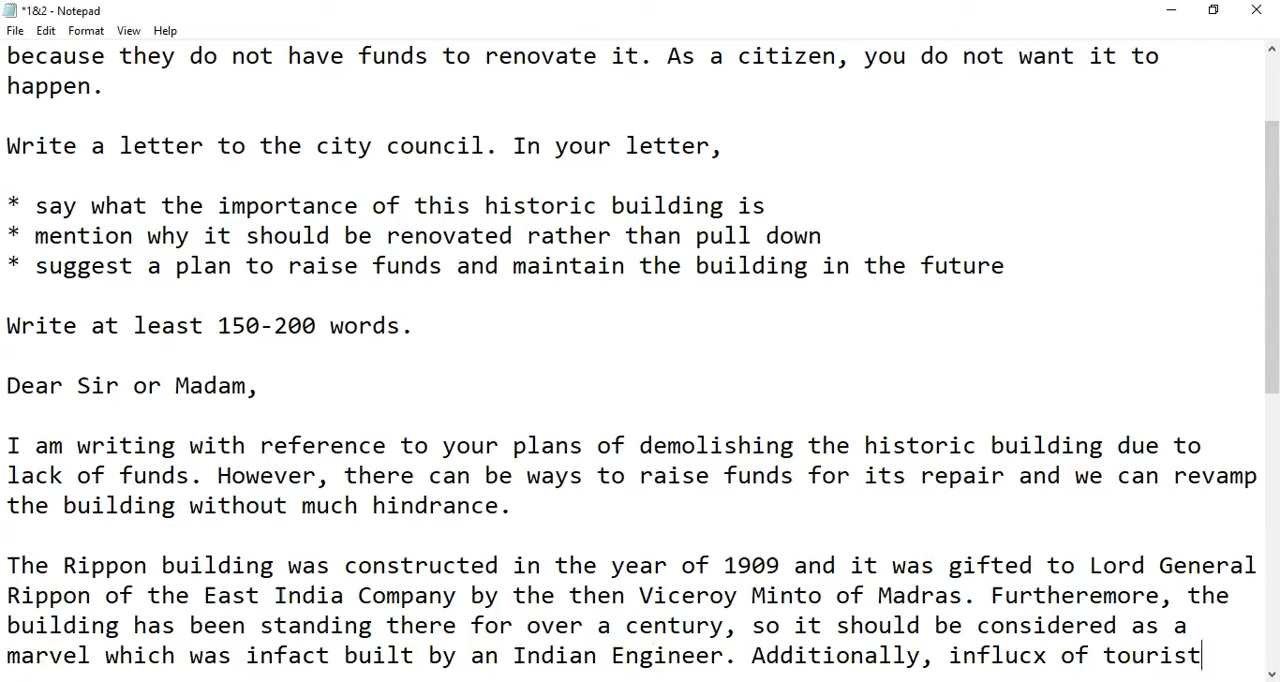 *1&2 - Notepad
File Edit Format View Help
because they do not have funds to renovate it. As a citizen, you do not want it to
happen.
Write a letter to the city council. In your letter,
* say what the importance of this historic building is
* mention why it should be renovated rather than pull down
* suggest a plan to raise funds and maintain the building in the future
Write at least 150-200 words.
Dear Sir or Madam,
I am writing with reference to your plans of demolishing the historic building due to
lack of funds. However, there can be ways to raise funds for its repair and we can revamp
the building without much hindrance.
The Rippon building was constructed in the year of 1909 and it was gifted to Lord General
Rippon of the East India Company by the then Viceroy Minto of Madras. Furtheremore, the
building has been standing there for over a century, so it should be considered as a
marvel which was infact built by an Indian Engineer. Additionally, influcx of tourist